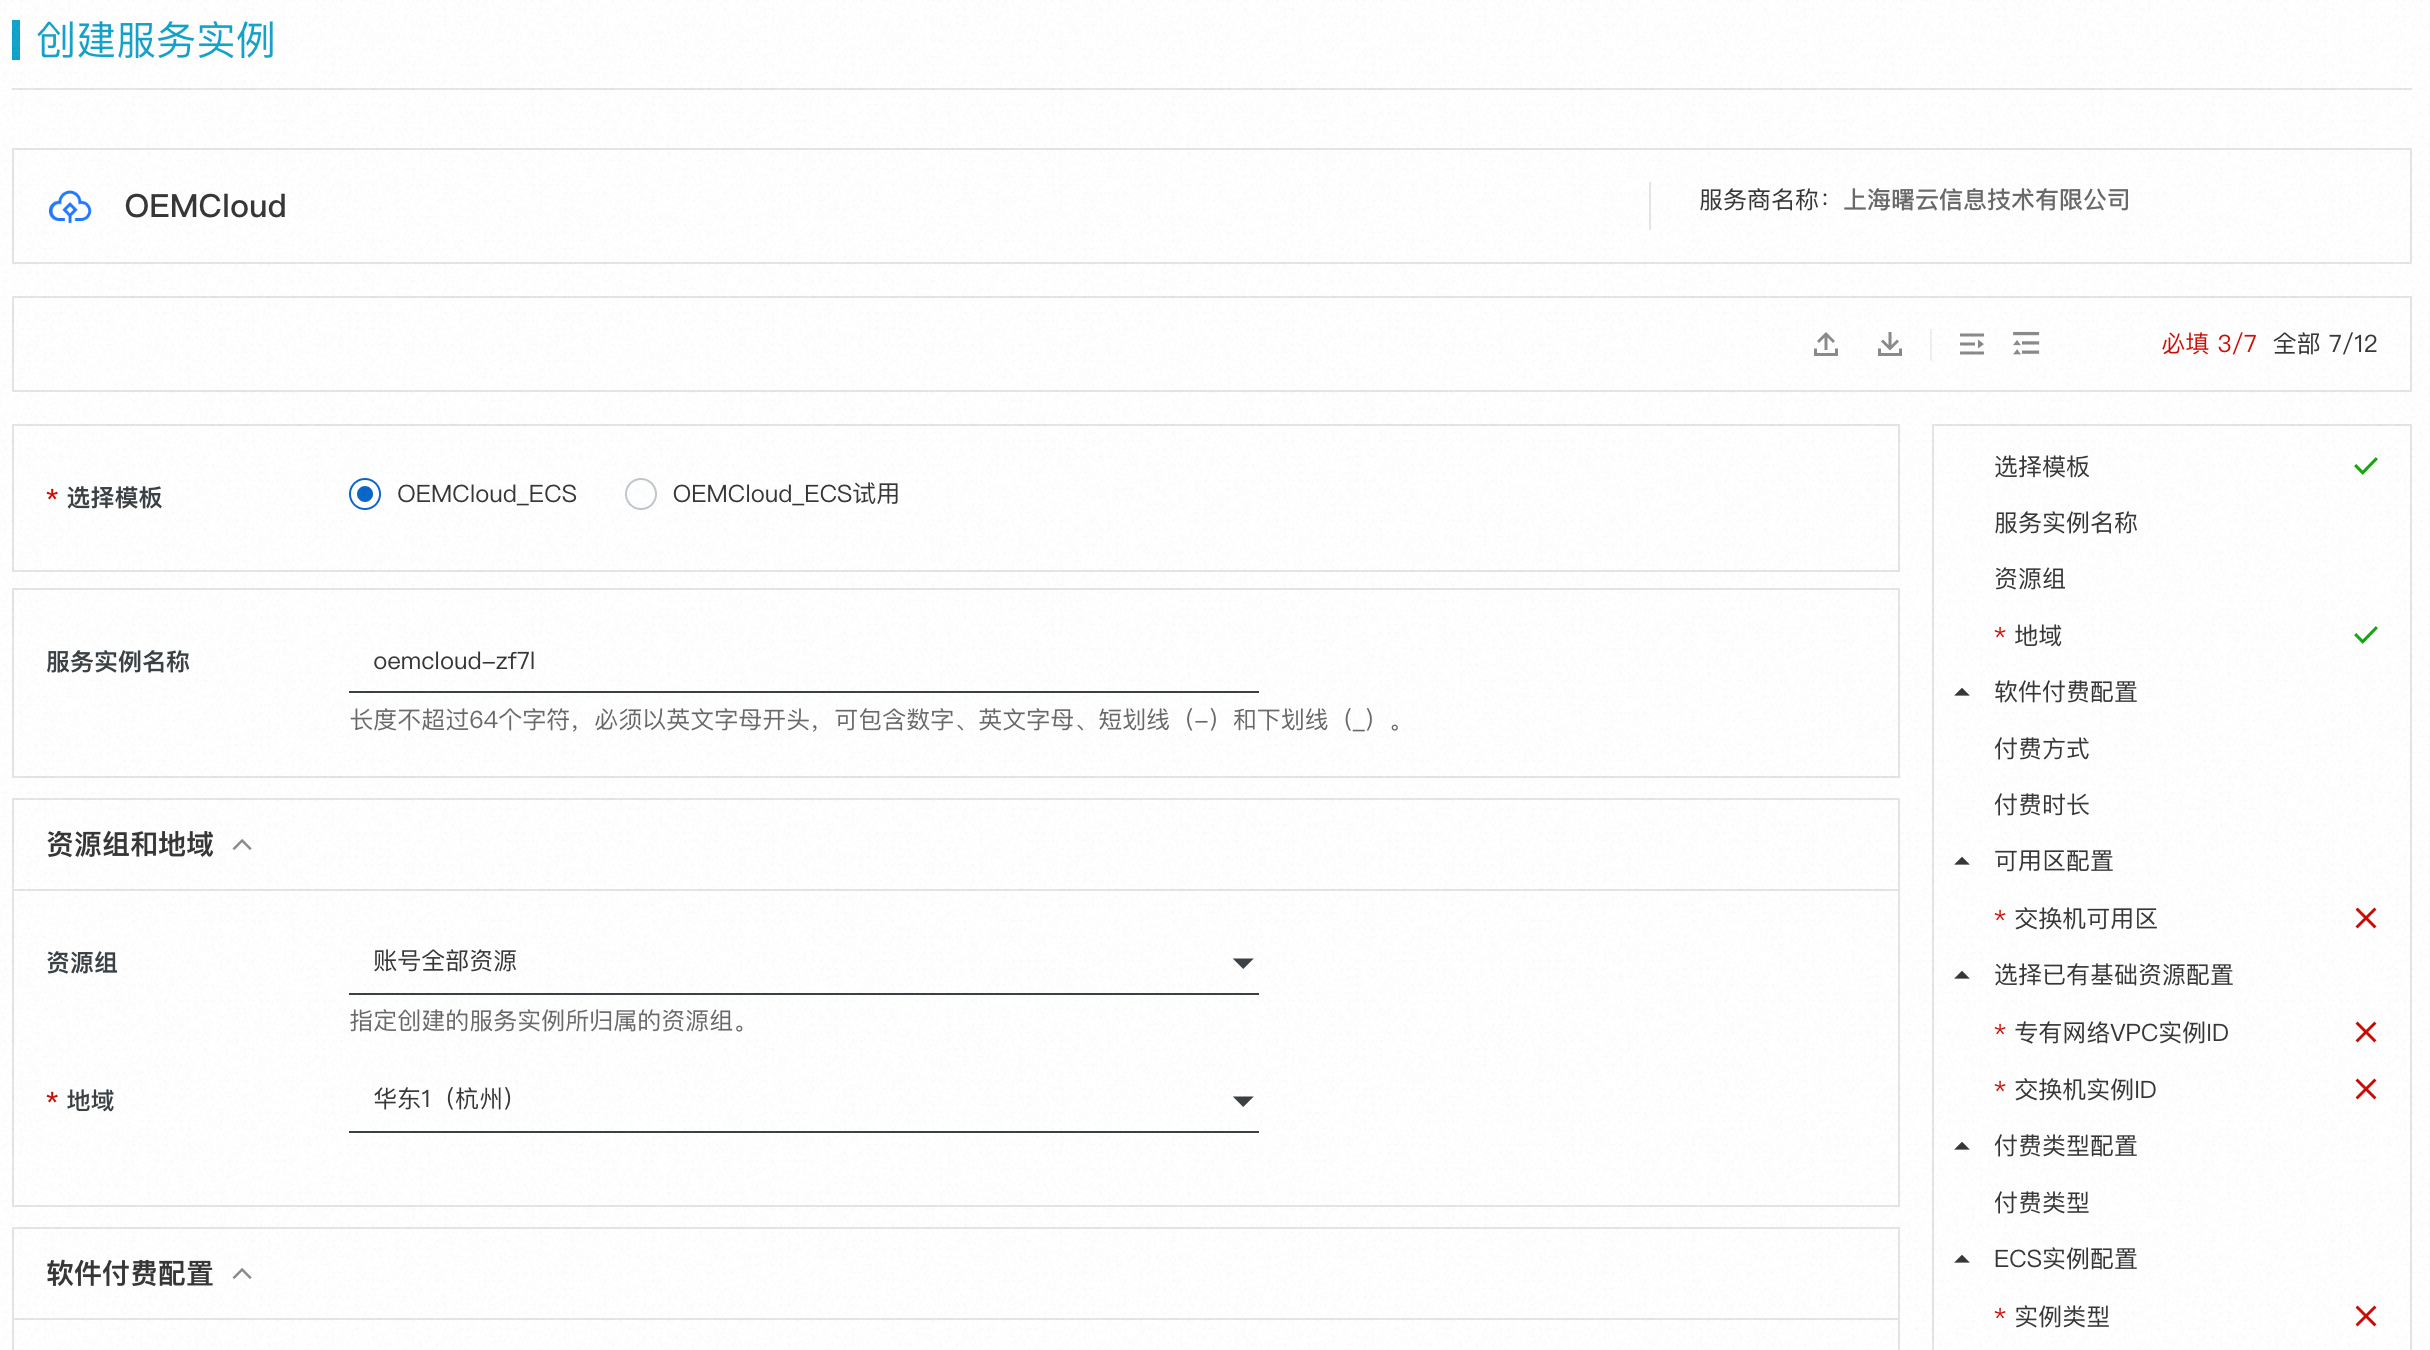 创建服务实例
OEMCloud
服务商名称：上海曙云信息技术有限公司
必填 3/7 全部 7/12
* 选择模板
OEMCloud_ECS
OEMCloud_ECS试用
服务实例名称
oemcloud-zf7l
长度不超过64个字符，必须以英文字母开头，可包含数字、英文字母、短划线（-）和下划线（_）。
资源组和地域
资源组
账号全部资源
指定创建的服务实例所归属的资源组。
* 地域
华东1（杭州）
软件付费配置
选择模板
服务实例名称
资源组
* 地域
软件付费配置
付费方式
付费时长
可用区配置
* 交换机可用区
选择已有基础资源配置
* 专有网络VPC实例ID
* 交换机实例ID
付费类型配置
付费类型
ECS实例配置
* 实例类型